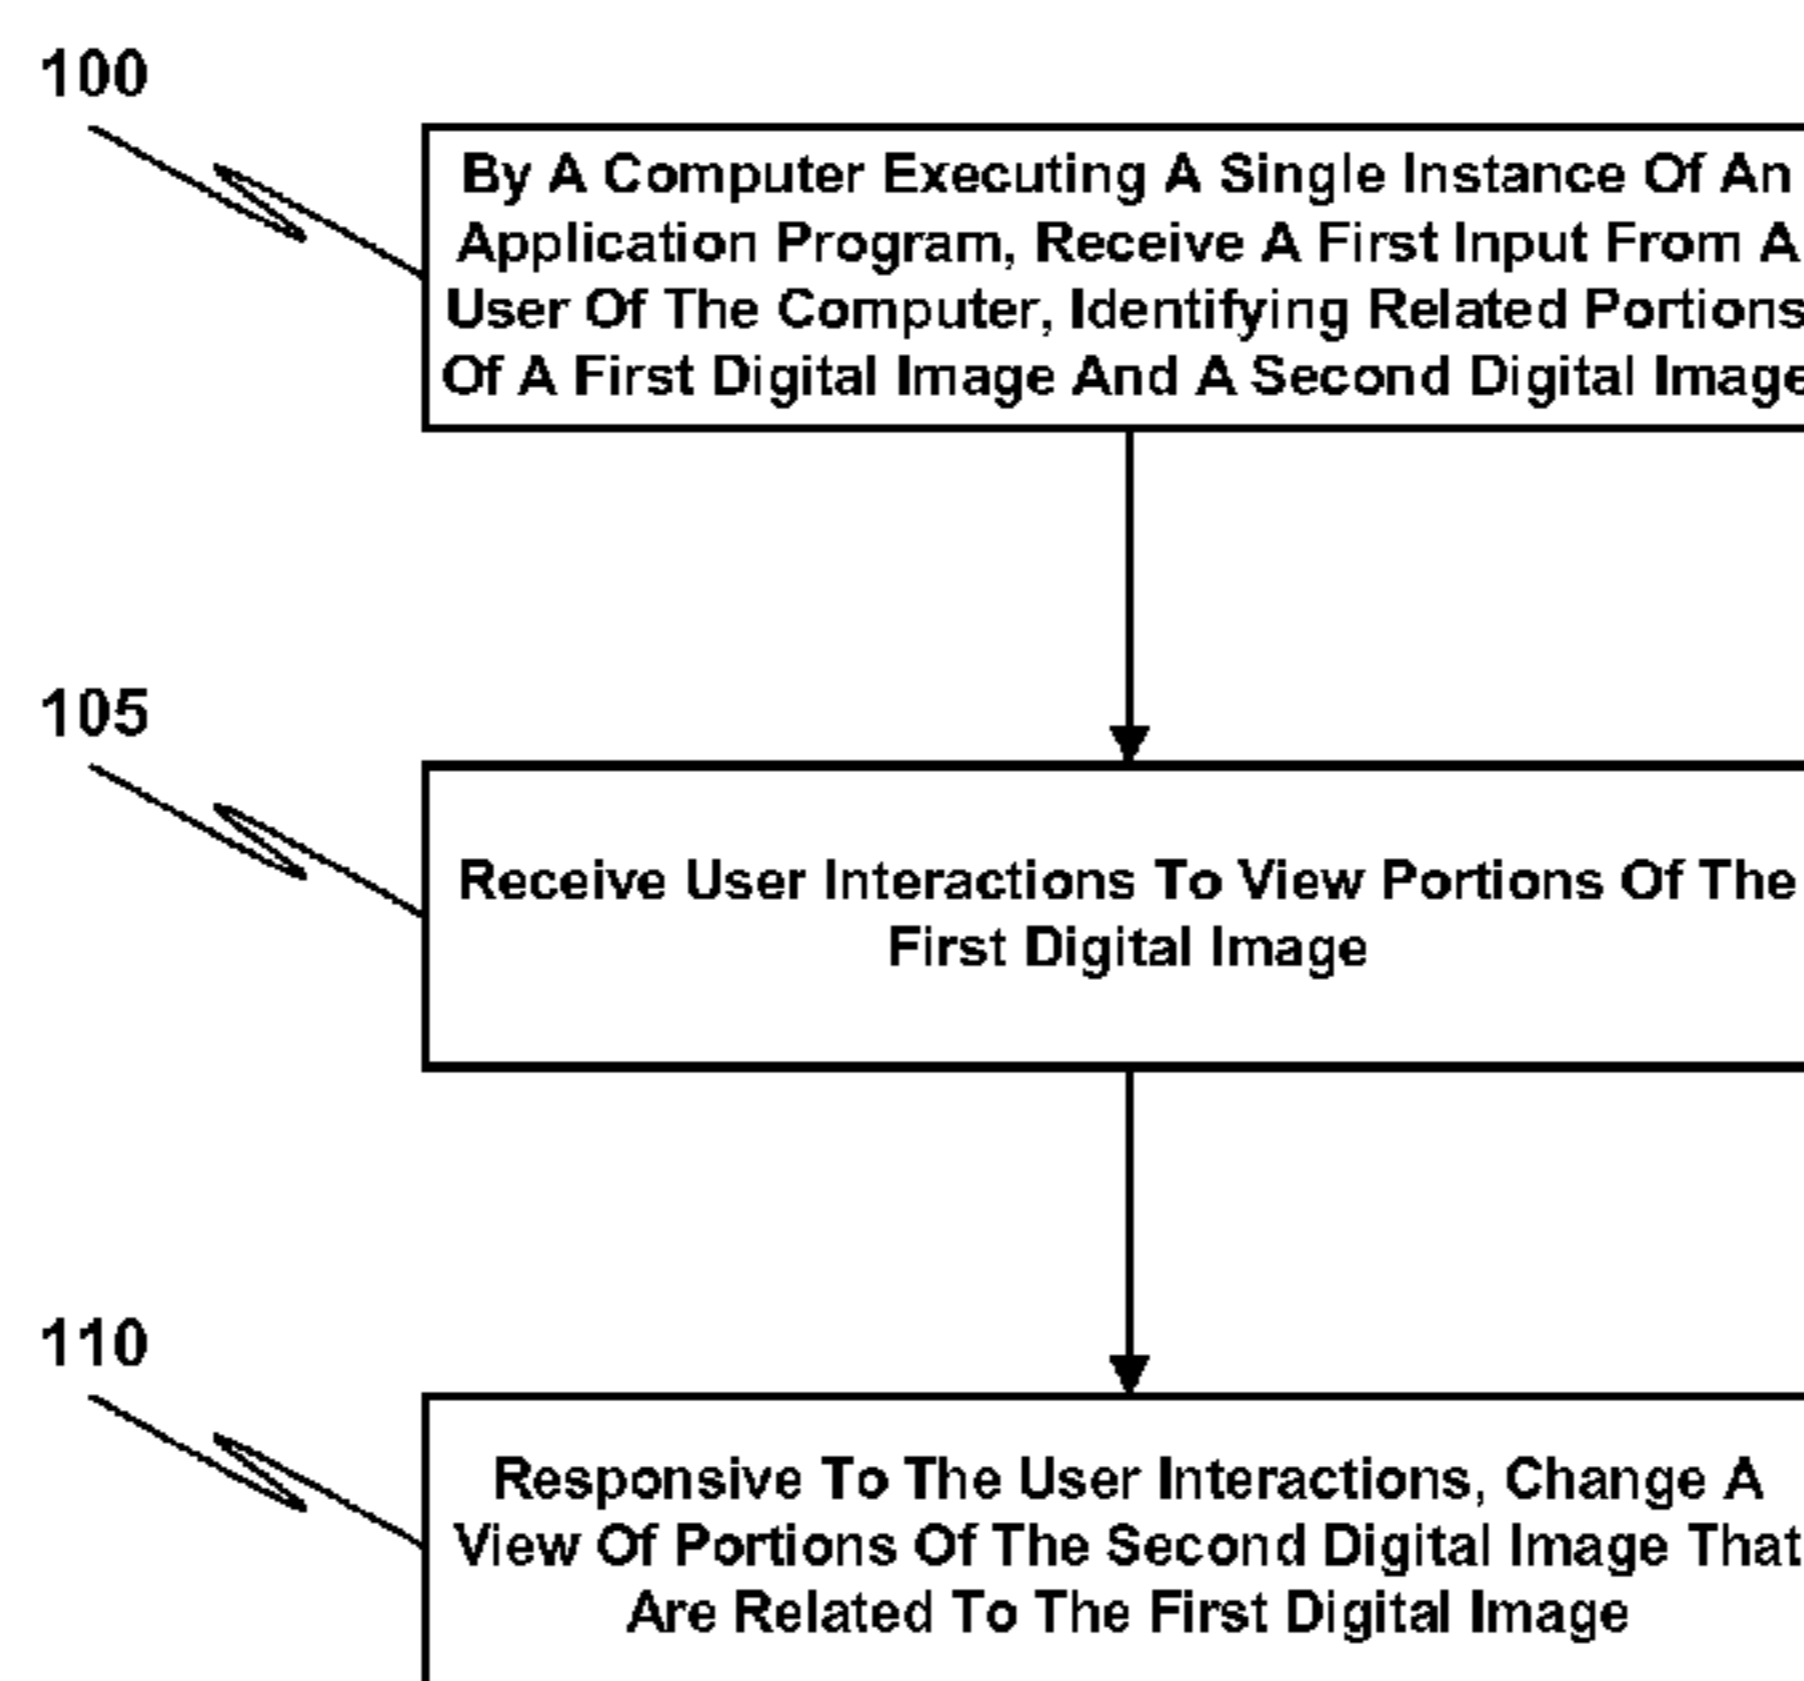 100
By A Computer Executing A Single Instance Of An
Application Program, Receive A First Input From A
User Of The Computer, Identifying Related Portions
Of A First Digital Image And A Second Digital Image
105
Receive User Interactions To View Portions Of The
First Digital Image
110
Responsive To The User Interactions, Change A
View Of Portions Of The Second Digital Image That
Are Related To The First Digital Image